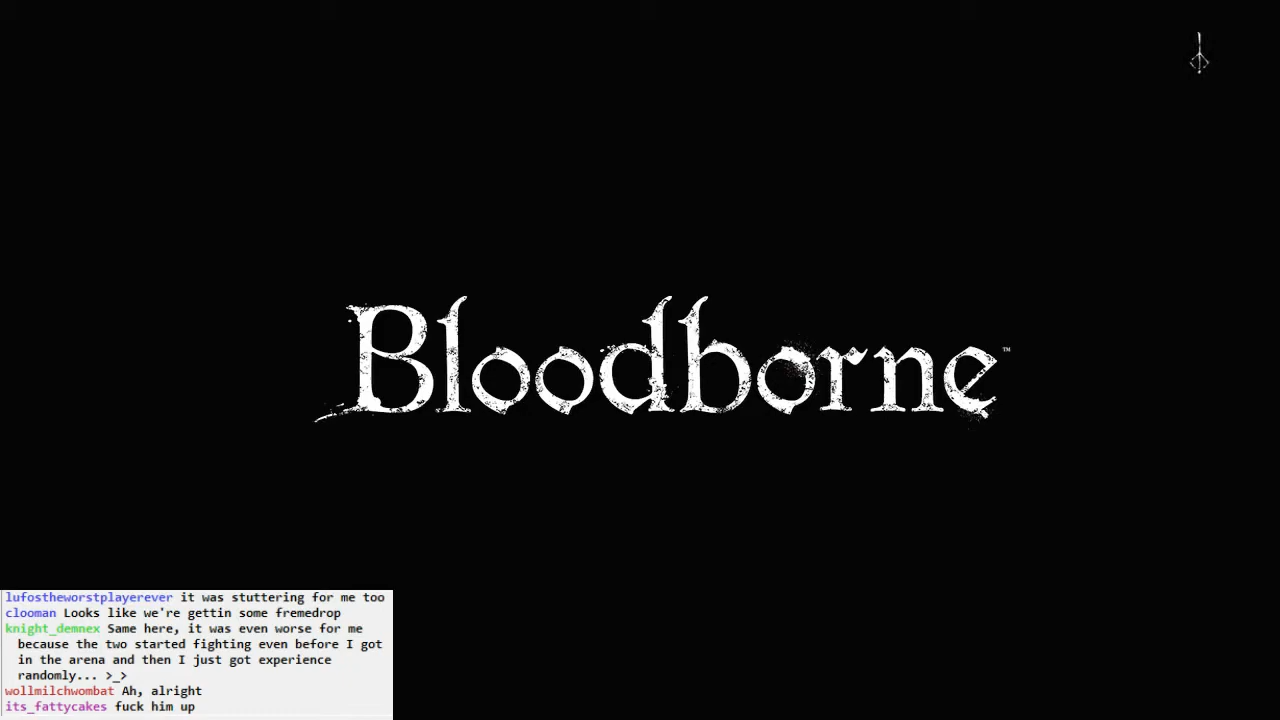 Bloodborne™
lufostheworstplayerever it was stuttering for me too
clooman Looks like we're gettin some fremedrop
knight_demnex Same here, it was even worse for me
because the two started fighting even before I got
in the arena and then I just got experience
randomly... >_>
wollmilchwombat Ah, alright
its_fattycakes fuck him up